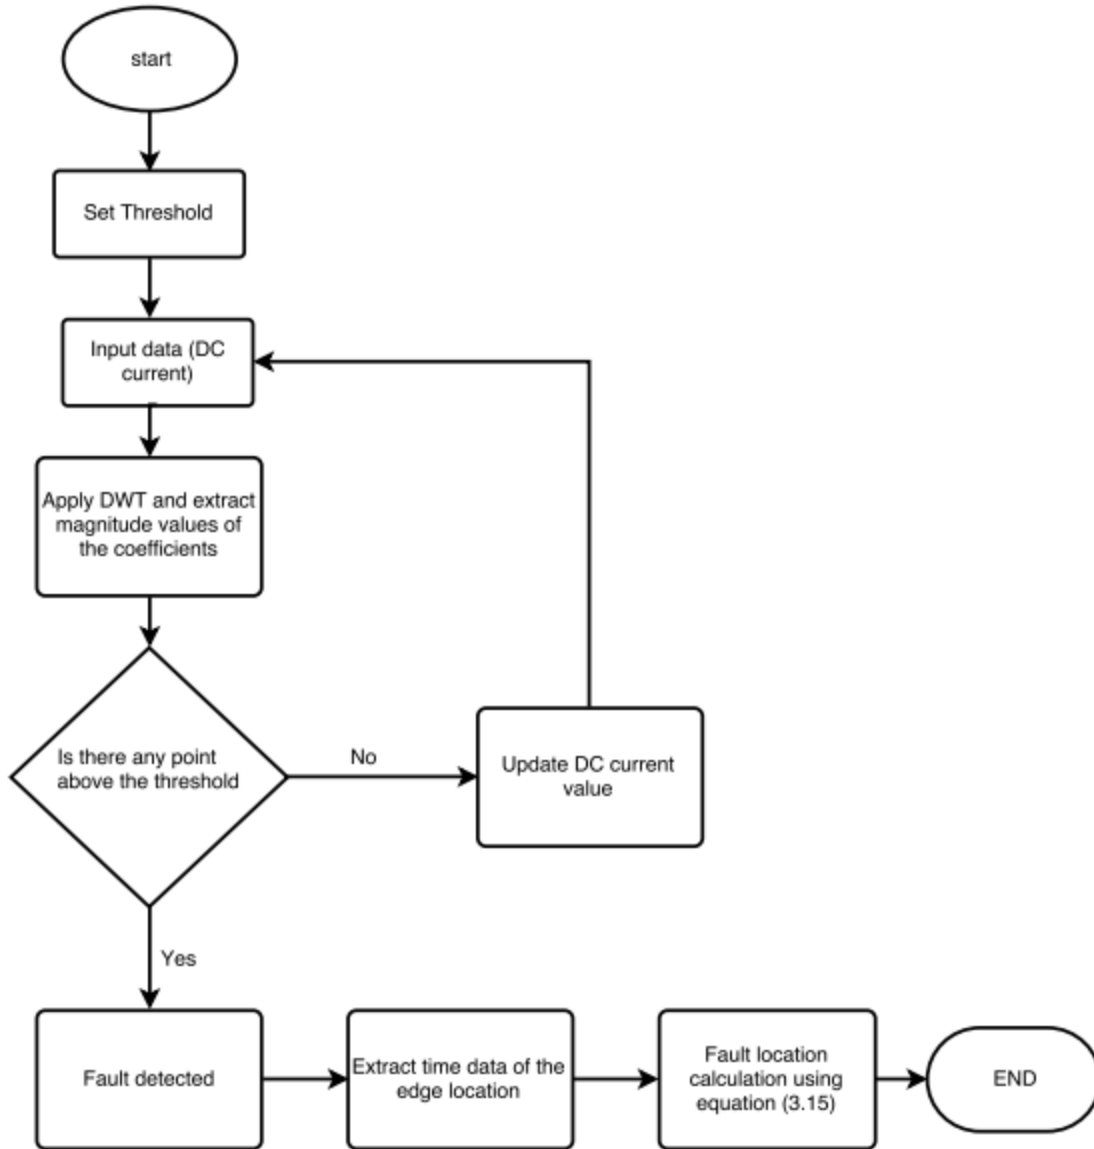 start
Set Threshold
Input data (DC
current)
Apply DWT and extract
magnitude values of
the coefficients
Is there any point
above the threshold
No
Update DC current
value
Yes
Fault detected
Extract time data of the
edge location
Fault location
calculation using
equation (3.15)
END